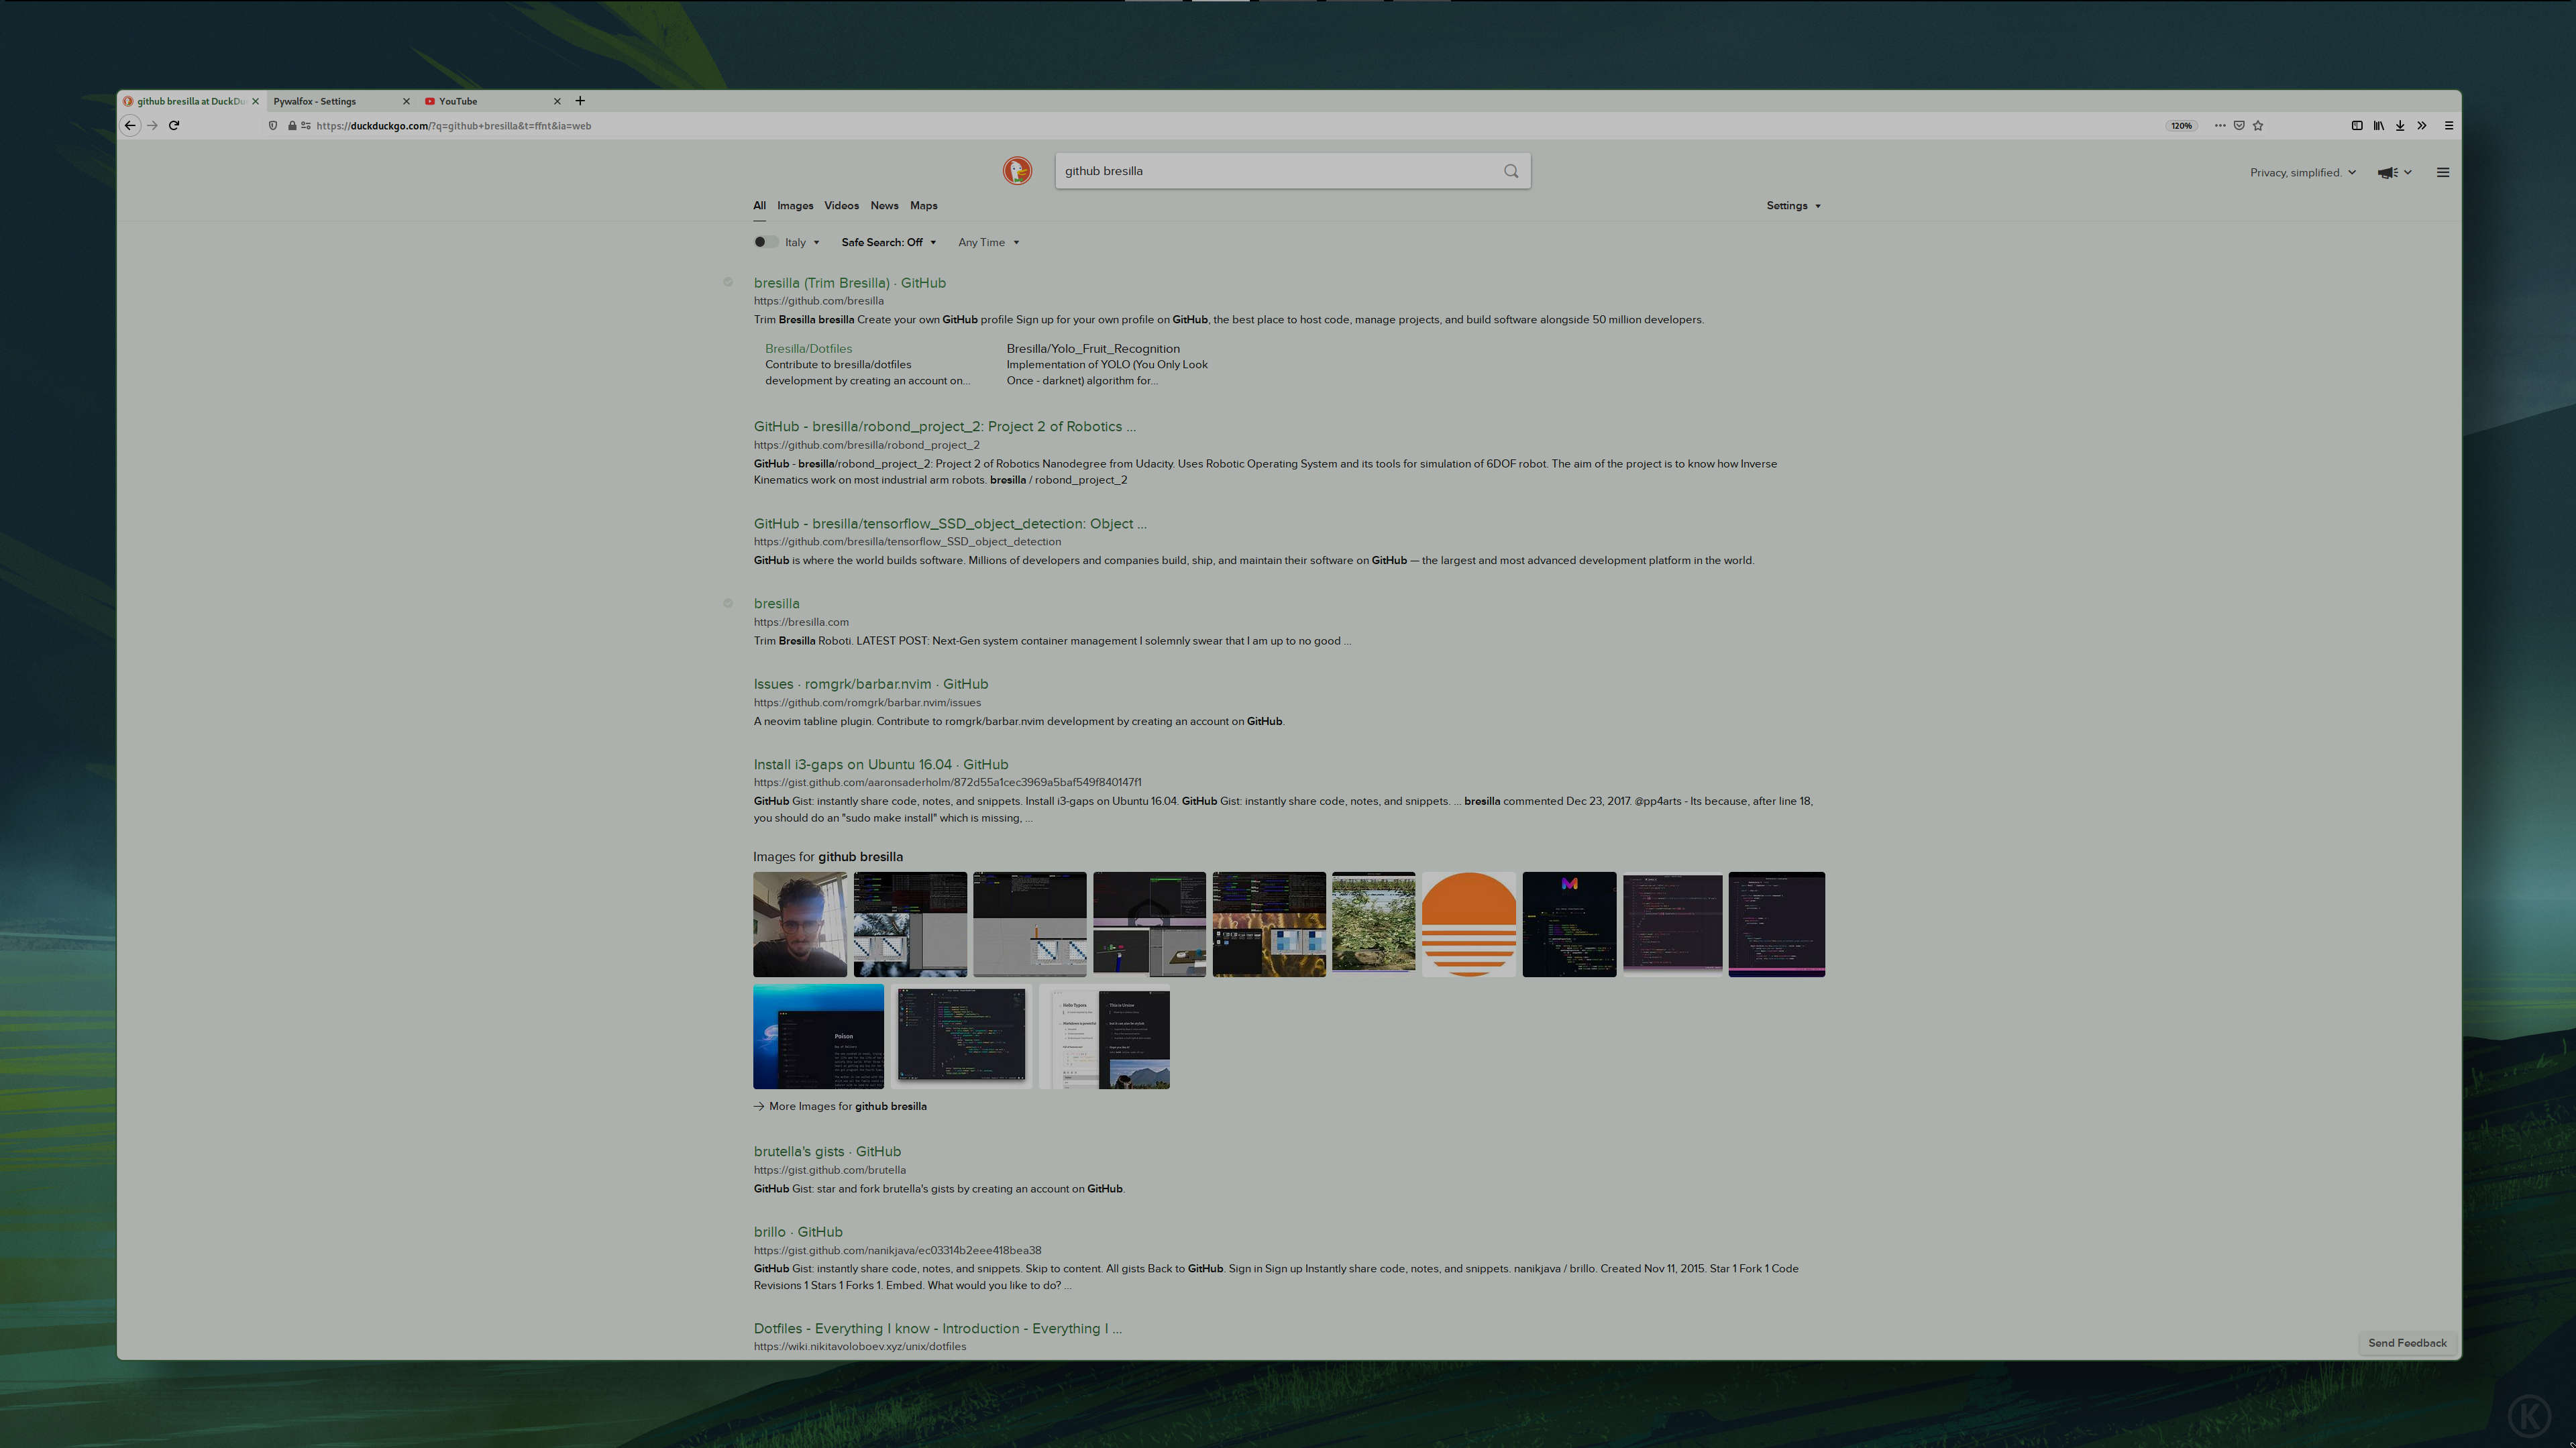 github bresilla at DuckDu
Pywalfox - Settings
YouTube
https://duckduckgo.com/?q=github+bresilla&t=ffnt&ia=web
120%
github bresilla
Privacy, simplified.
All Images Videos News Maps
Settings
Italy
Safe Search: Off
Any Time
bresilla (Trim Bresilla) · GitHub
https://github.com/bresilla
Trim Bresilla bresilla Create your own GitHub profile Sign up for your own profile on GitHub, the best place to host code, manage projects, and build software alongside 50 million developers.
Bresilla/Dotfiles
Contribute to bresilla/dotfiles
development by creating an account on...
Bresilla/Yolo_Fruit_Recognition
Implementation of YOLO (You Only Look
Once - darknet) algorithm for...
GitHub - bresilla/robond_project_2: Project 2 of Robotics ...
https://github.com/bresilla/robond_project_2
GitHub - bresilla/robond_project_2: Project 2 of Robotics Nanodegree from Udacity. Uses Robotic Operating System and its tools for simulation of 6DOF robot. The aim of the project is to know how Inverse
Kinematics work on most industrial arm robots. bresilla / robond_project_2
GitHub - bresilla/tensorflow_SSD_object_detection: Object ...
https://github.com/bresilla/tensorflow_SSD_object_detection
GitHub is where the world builds software. Millions of developers and companies build, ship, and maintain their software on GitHub — the largest and most advanced development platform in the world.
bresilla
https://bresilla.com
Trim Bresilla Roboti. LATEST POST: Next-Gen system container management I solemnly swear that I am up to no good ...
Issues · romgrk/barbar.nvim · GitHub
https://github.com/romgrk/barbar.nvim/issues
A neovim tabline plugin. Contribute to romgrk/barbar.nvim development by creating an account on GitHub.
Install i3-gaps on Ubuntu 16.04 · GitHub
https://gist.github.com/aaronsaderholm/872d55a1cec3969a5baf549f840147f1
GitHub Gist: instantly share code, notes, and snippets. Install i3-gaps on Ubuntu 16.04. GitHub Gist: instantly share code, notes, and snippets. ... bresilla commented Dec 23, 2017. @pp4arts - Its because, after line 18,
you should do an "sudo make install" which is missing, ...
Images for github bresilla
Poison
Hello Typora
This is Ursine
More Images for github bresilla
brutella's gists · GitHub
https://gist.github.com/brutella
GitHub Gist: star and fork brutella's gists by creating an account on GitHub.
brillo · GitHub
https://gist.github.com/nanikjava/ec03314b2eee418bea38
GitHub Gist: instantly share code, notes, and snippets. Skip to content. All gists Back to GitHub. Sign in Sign up Instantly share code, notes, and snippets. nanikjava / brillo. Created Nov 11, 2015. Star 1 Fork 1 Code
Revisions 1 Stars 1 Forks 1. Embed. What would you like to do? ...
Dotfiles - Everything I know - Introduction - Everything I ...
https://wiki.nikitavoloboev.xyz/unix/dotfiles
Send Feedback
K